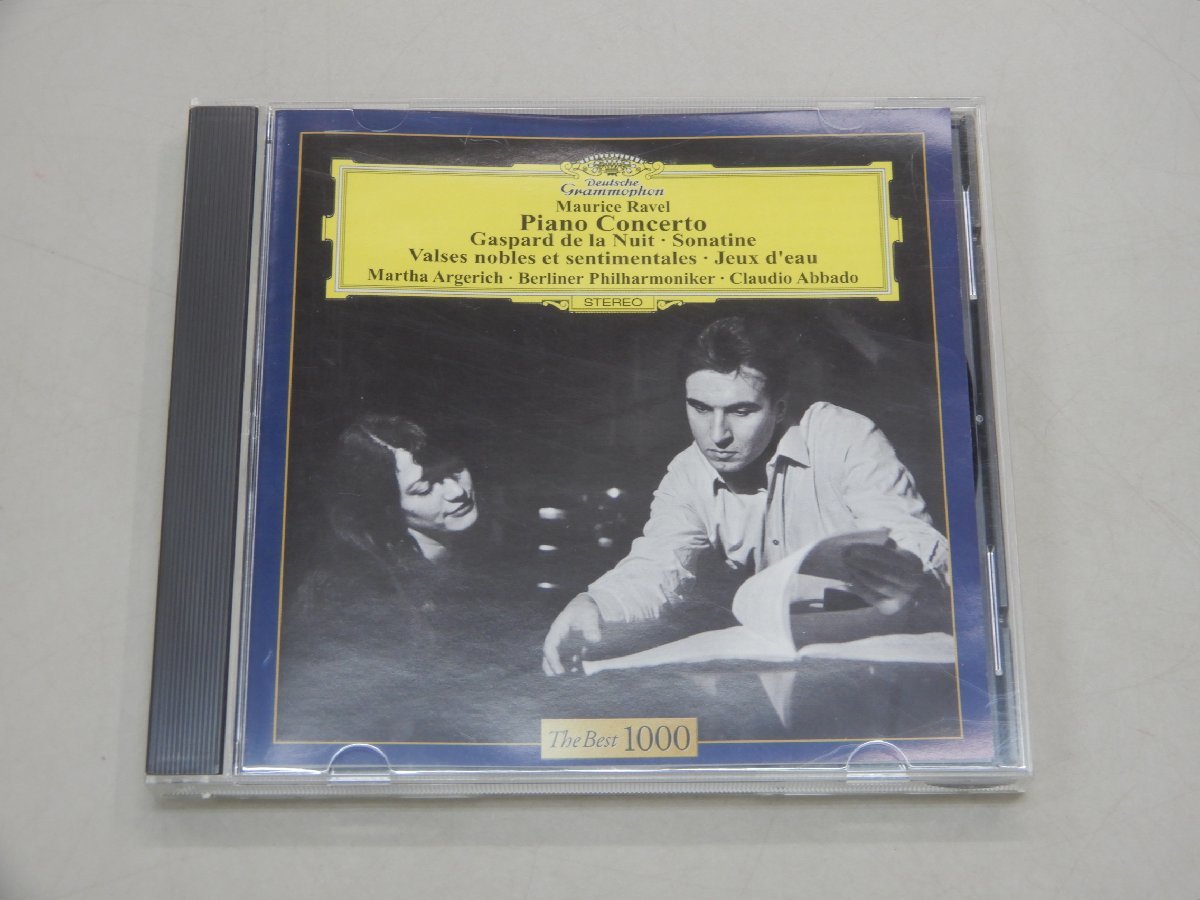 Deutsche
Grammophon
Maurice Ravel
Piano Concerto
Gaspard de la Nuit · Sonatine
Valses nobles et sentimentales · Jeux d'eau
Martha Argerich · Berliner Philharmoniker · Claudio Abbado
STEREO
The Best 1000